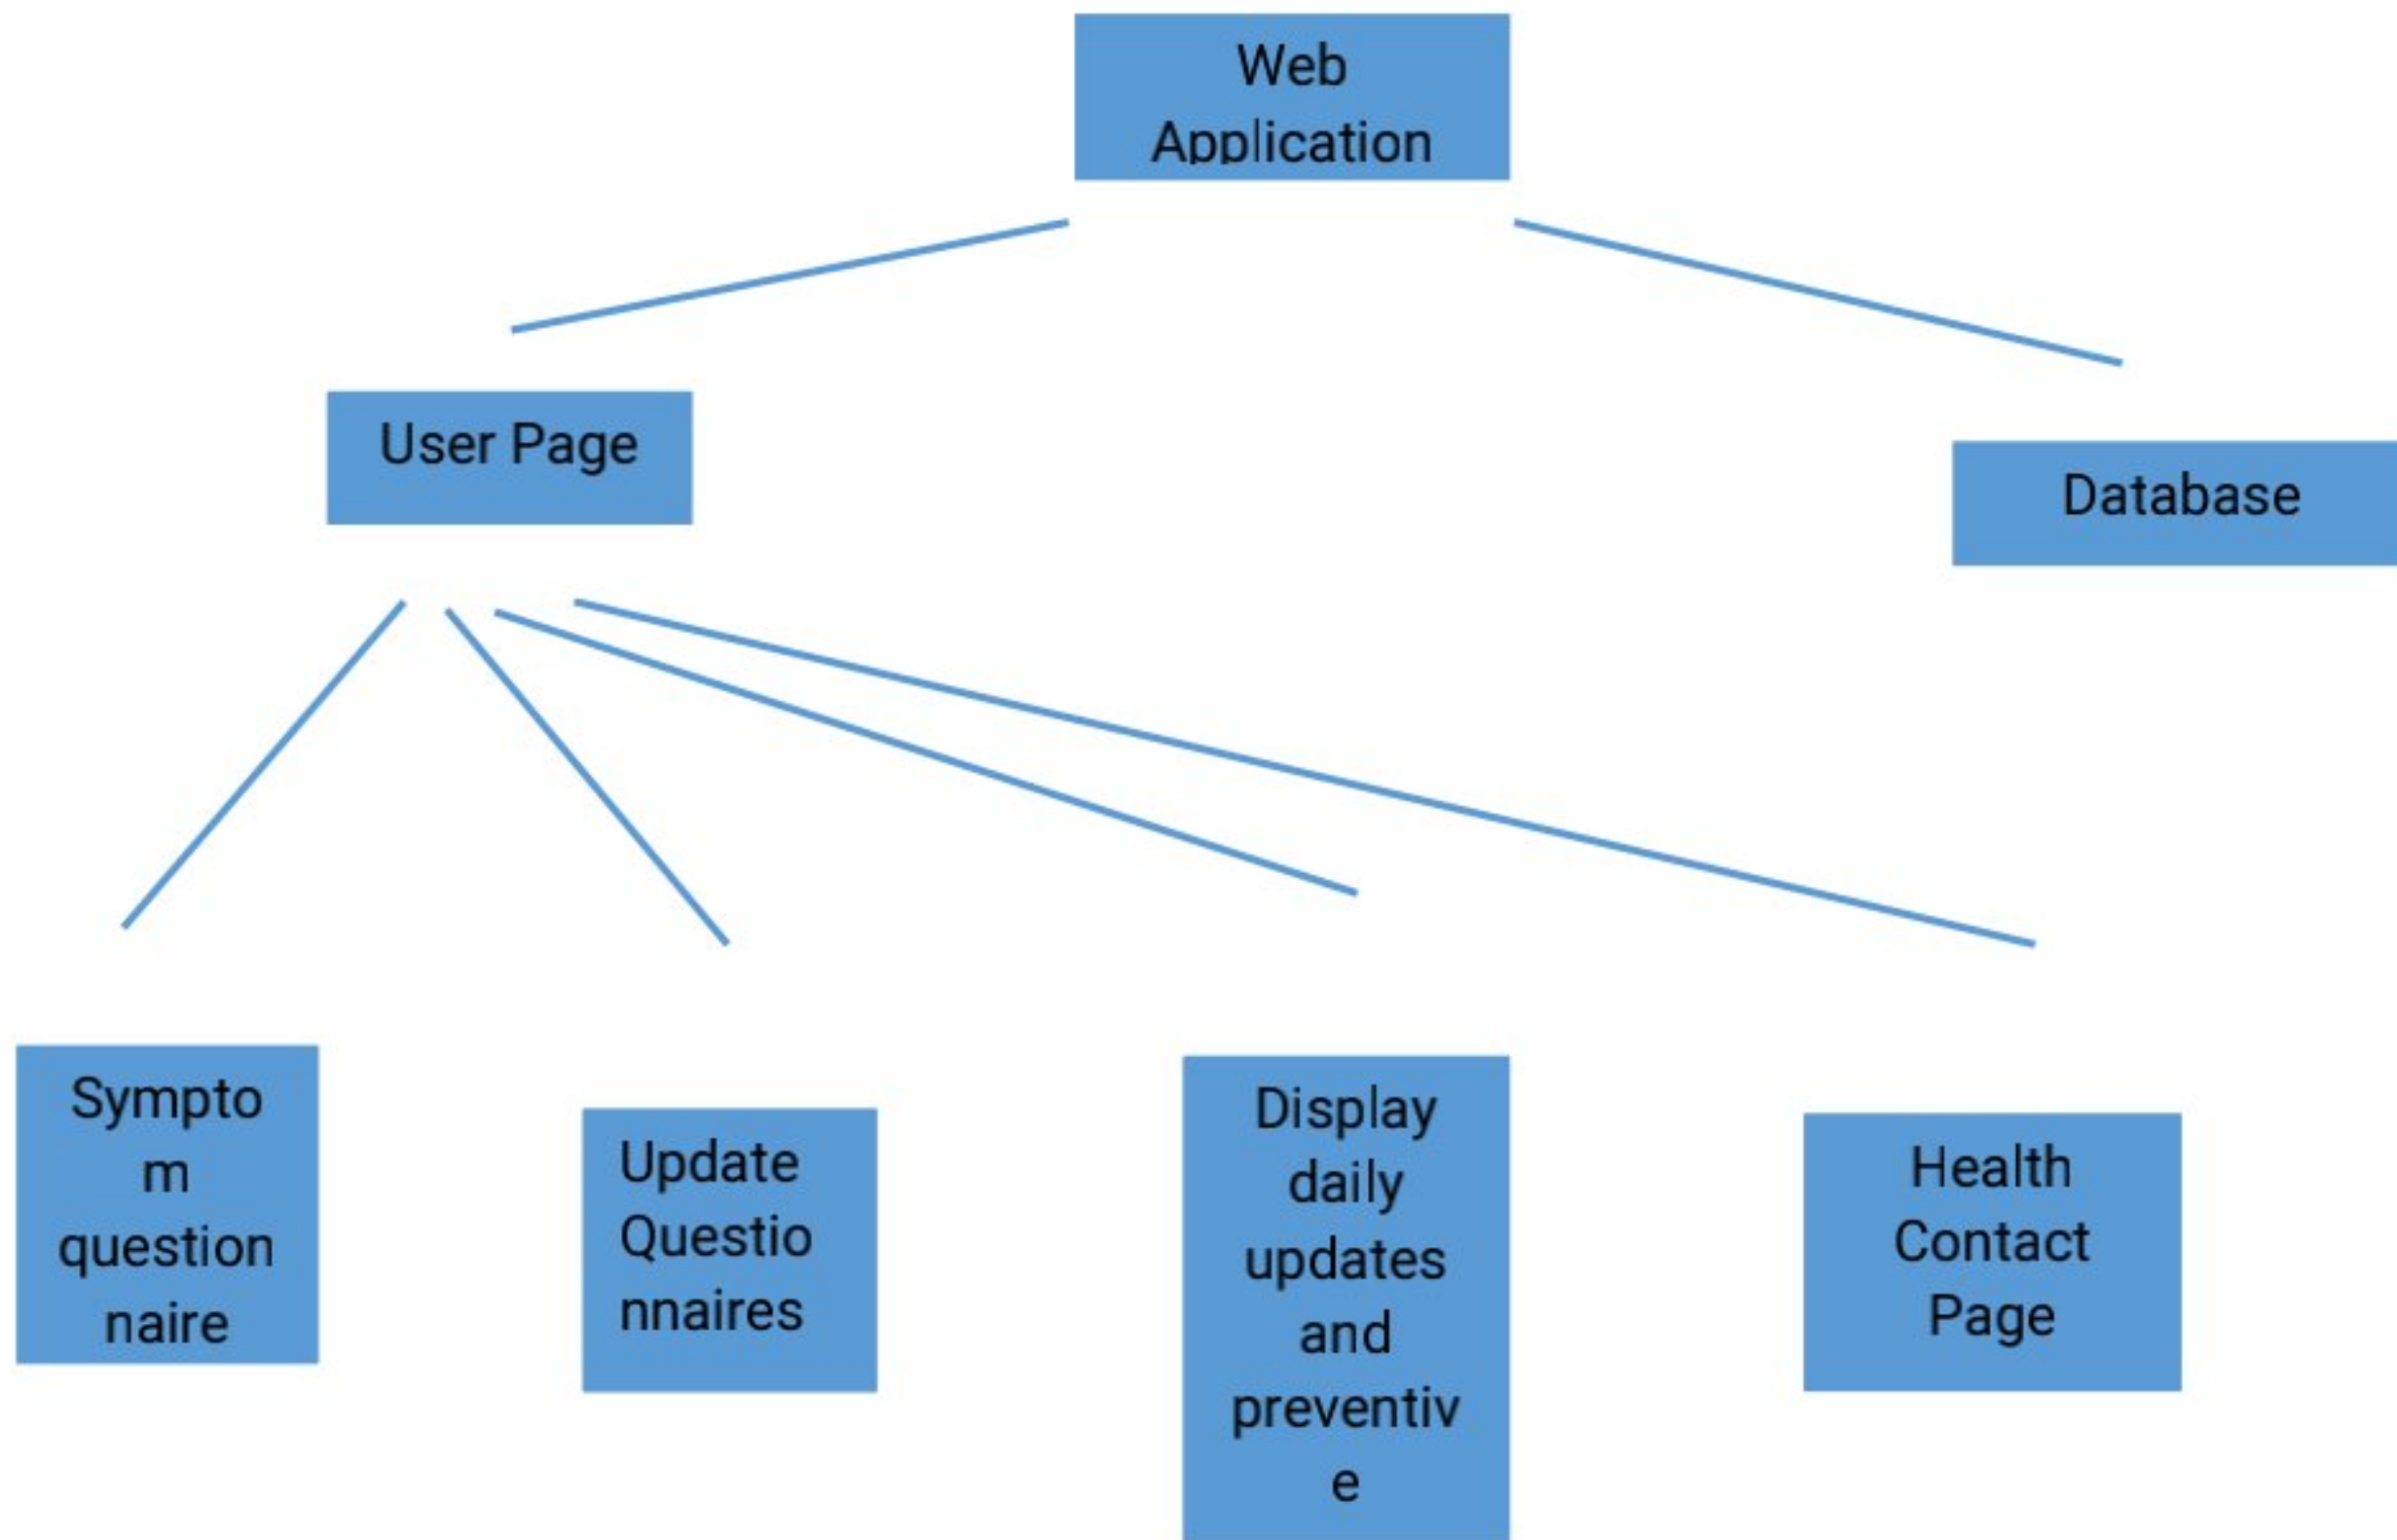 Web
Application
User Page
Database
Sympto
m
question
naire
Update
Questio
nnaires
Display
daily
updates
and
preventiv
e
Health
Contact
Page